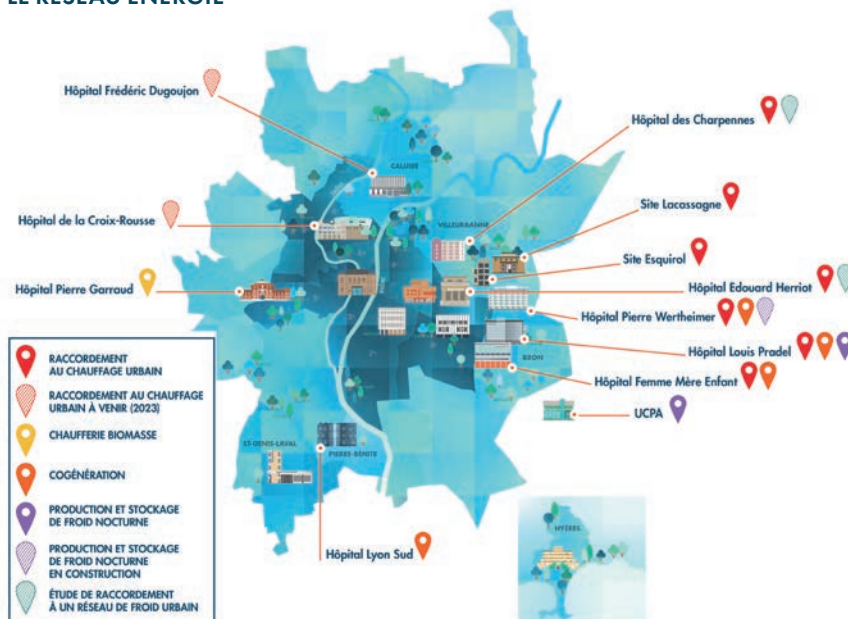 LE RÉSEAU ÉNERGIE
Hôpital Frédéric Dugoujon
Hôpital des Charpennes
CALUIRE
Hôpital de la Croix-Rousse
VILLEURBANNE
Site Lacassagne
Site Esquirol
Hôpital Pierre Garraud
Hôpital Edouard Herriot
Hôpital Pierre Wertheimer
Hôpital Louis Pradel
BRON
Hôpital Femme Mère Enfant
UCPA
RACCORDEMENT
AU CHAUFFAGE URBAIN
RACCORDEMENT AU CHAUFFAGE
URBAIN À VENIR (2023)
CHAUFFERIE BIOMASSE
COGÉNÉRATION
PRODUCTION ET STOCKAGE
DE FROID NOCTURNE
PRODUCTION ET STOCKAGE
DE FROID NOCTURNE
EN CONSTRUCTION
ÉTUDE DE RACCORDEMENT
À UN RÉSEAU DE FROID URBAIN
ST-GENIS-LAVAL
PIERRE-BÉNITE
Hôpital Lyon Sud
HYÈRES